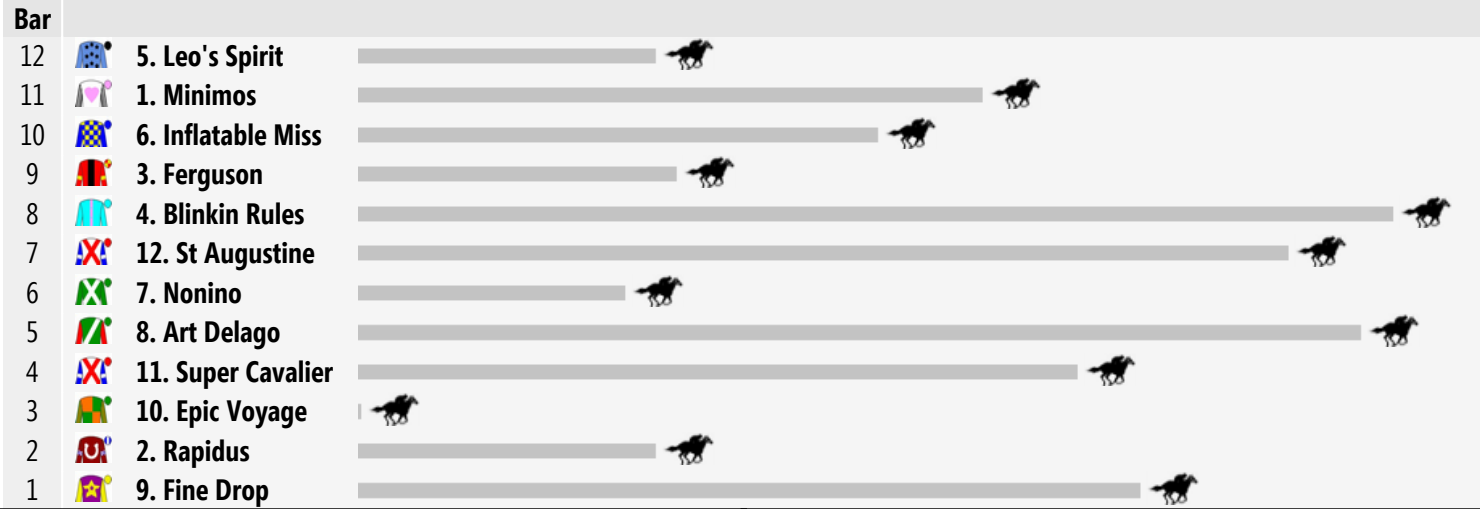 Bar
12 5. Leo's Spirit
11 1. Minimos
10 6. Inflatable Miss
9 3. Ferguson
8 4. Blinkin Rules
7 12. St Augustine
6 7. Nonino
5 8. Art Delago
4 11. Super Cavalier
3 10. Epic Voyage
2 2. Rapidus
1 9. Fine Drop